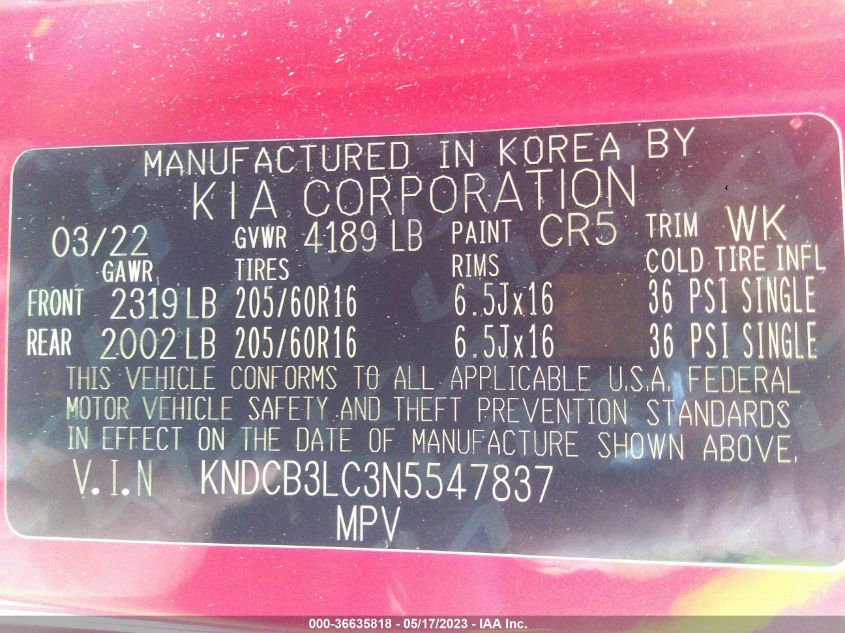 MANUFACTURED IN KOREA BY
KIA CORPORATION
03/22 GVWR 4189 LB PAINT CR5 TRIM WK
GAWR TIRES RIMS COLD TIRE INFL
FRONT 2319 LB 205/60R16 6.5Jx16 36 PSI SINGLE
REAR 2002 LB 205/60R16 6.5Jx16 36 PSI SINGLE
THIS VEHICLE CONFORMS TO ALL APPLICABLE U.S.A. FEDERAL
MOTOR VEHICLE SAFETY AND THEFT PREVENTION STANDARDS
IN EFFECT ON THE DATE OF MANUFACTURE SHOWN ABOVE.
V.I.N KNDCB3LC3N5547837
MPV
000-36635818 - 05/17/2023 - IAA Inc.